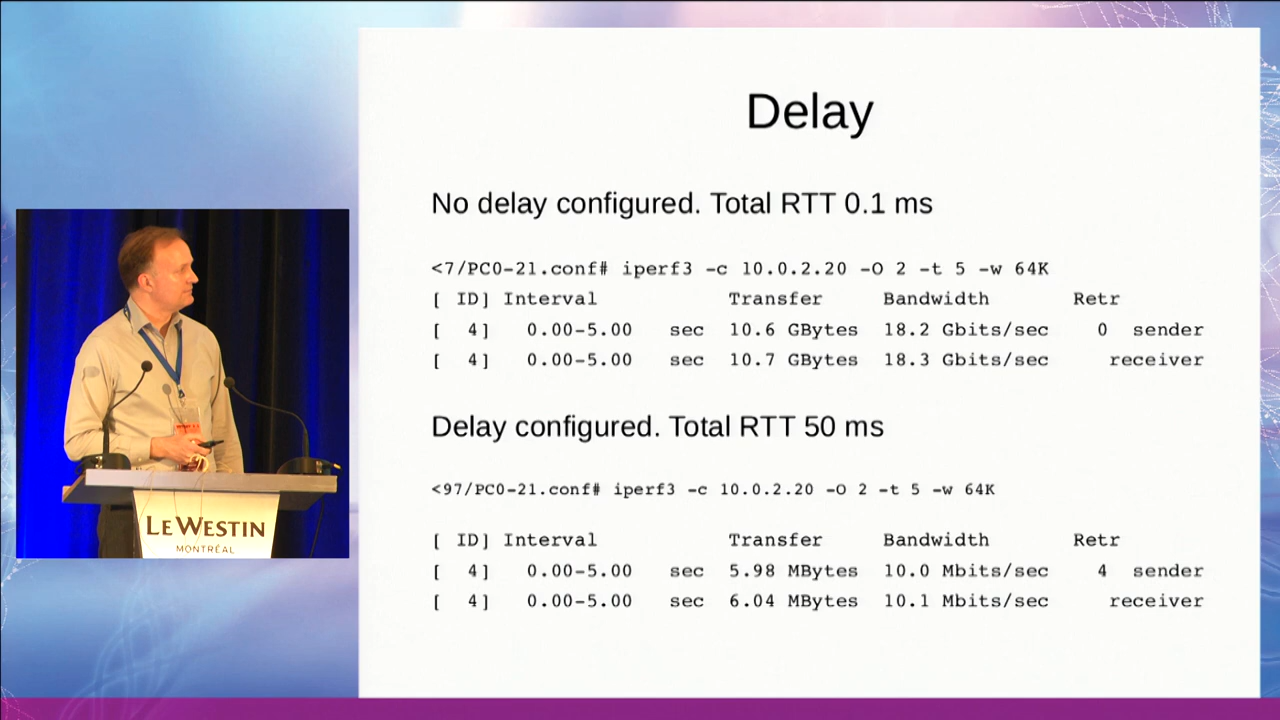 Delay
No delay configured. Total RTT 0.1 ms
<7/PC0-21.conf# iperf3 -c 10.0.2.20 -O 2 -t 5 -w 64K
[ ID] Interval Transfer Bandwidth Retr
[ 4] 0.00-5.00 sec 10.6 GBytes 18.2 Gbits/sec 0 sender
[ 4] 0.00-5.00 sec 10.7 GBytes 18.3 Gbits/sec receiver
Delay configured. Total RTT 50 ms
<97/PC0-21.conf# iperf3 -c 10.0.2.20 -O 2 -t 5 -w 64K
[ ID] Interval Transfer Bandwidth Retr
[ 4] 0.00-5.00 sec 5.98 MBytes 10.0 Mbits/sec 4 sender
[ 4] 0.00-5.00 sec 6.04 MBytes 10.1 Mbits/sec receiver
LE WESTIN
MONTRÉAL